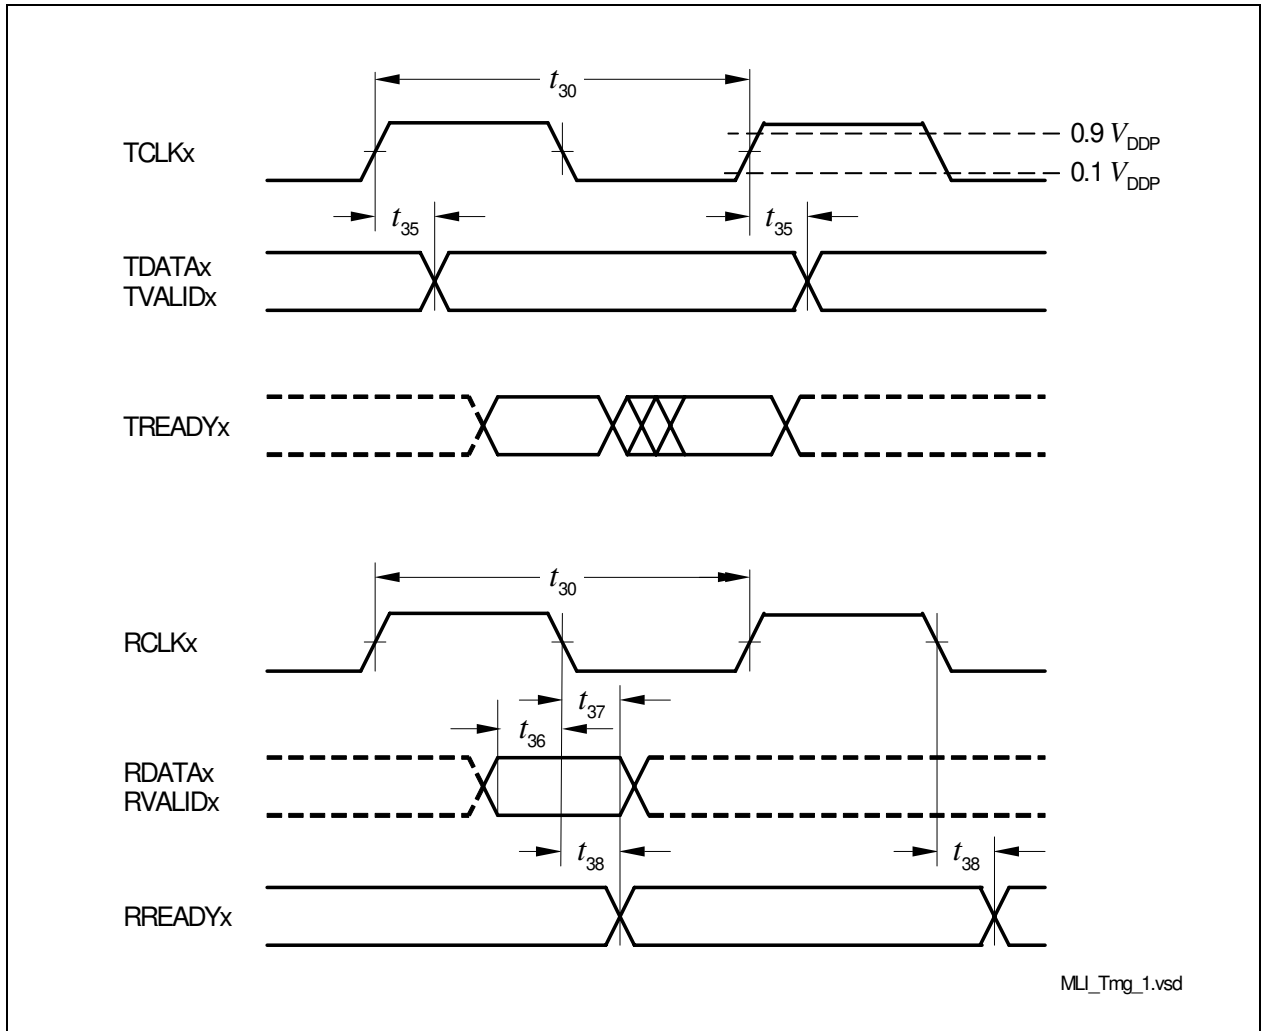 t30
TCLKx
0.9 VDDP
0.1 VDDP
t35
t35
TDATAx
TVALIDx
TREADYx
t30
RCLKx
t37
t36
RDATAx
RVALIDx
t38
t38
RREADYx
MLI_Tmg_1.vsd